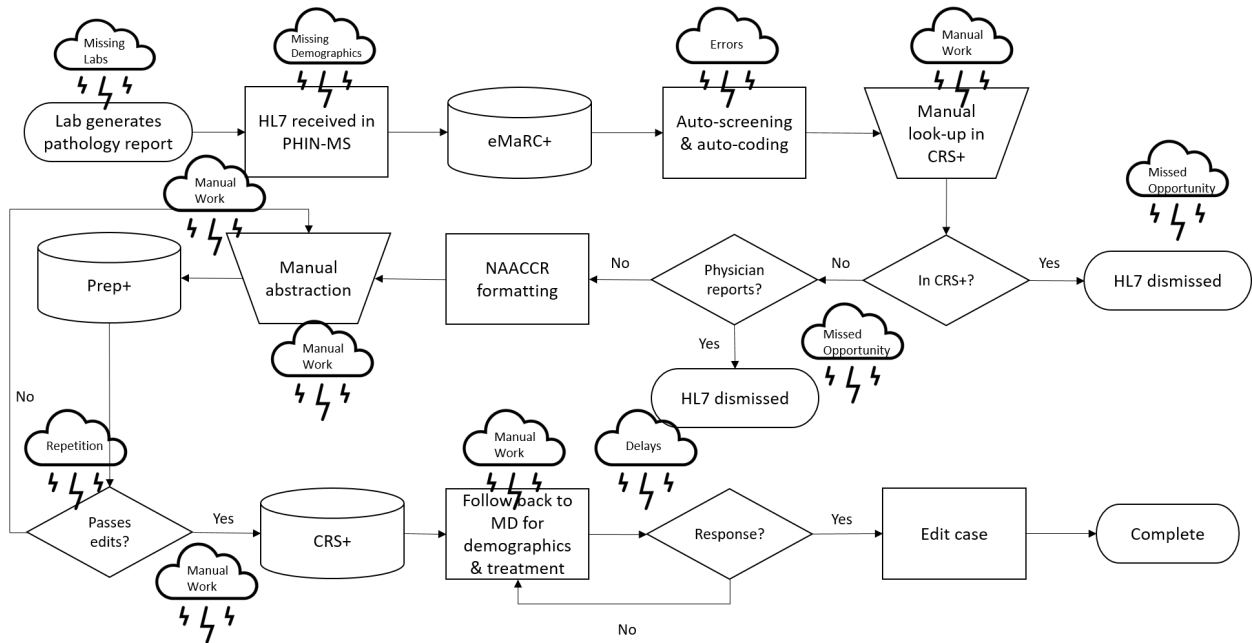 Missing
Labs
Missing
Demographics
Errors
Manual
Work
Lab generates
pathology report
HL7 received in
PHIN-MS
eMaRC+
Auto-screening
& auto-coding
Manual
look-up in
CRS+
Manual
Work
Missed
Opportunity
Prep+
Manual
abstraction
No
NAACCR
formatting
No
Physician
reports?
No
In CRS+?
Yes
HL7 dismissed
Manual
Work
Yes
Missed
Opportunity
HL7 dismissed
Repetition
Manual
Work
Delays
Passes
edits?
Yes
CRS+
Follow back to
MD for
demographics
& treatment
Response?
Yes
Edit case
Complete
Manual
Work
No